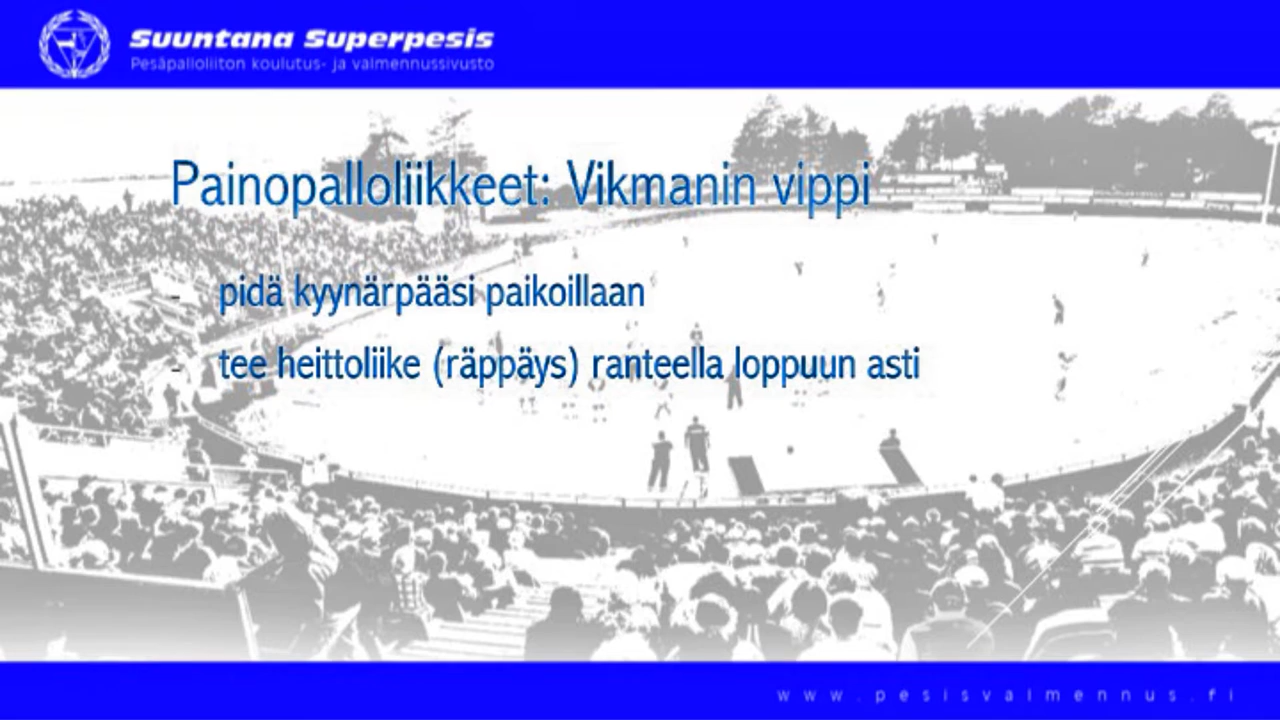 Suuntana Superpesis
Pesäpalloliiton koulutus- ja valmennussivusto
Painopalloliikkeet: Vikmanin vippi
- pidä kyynärpääsi paikoillaan
- tee heittoliike (räppäys) ranteella loppuun asti
www.pesisvalmennus.fi